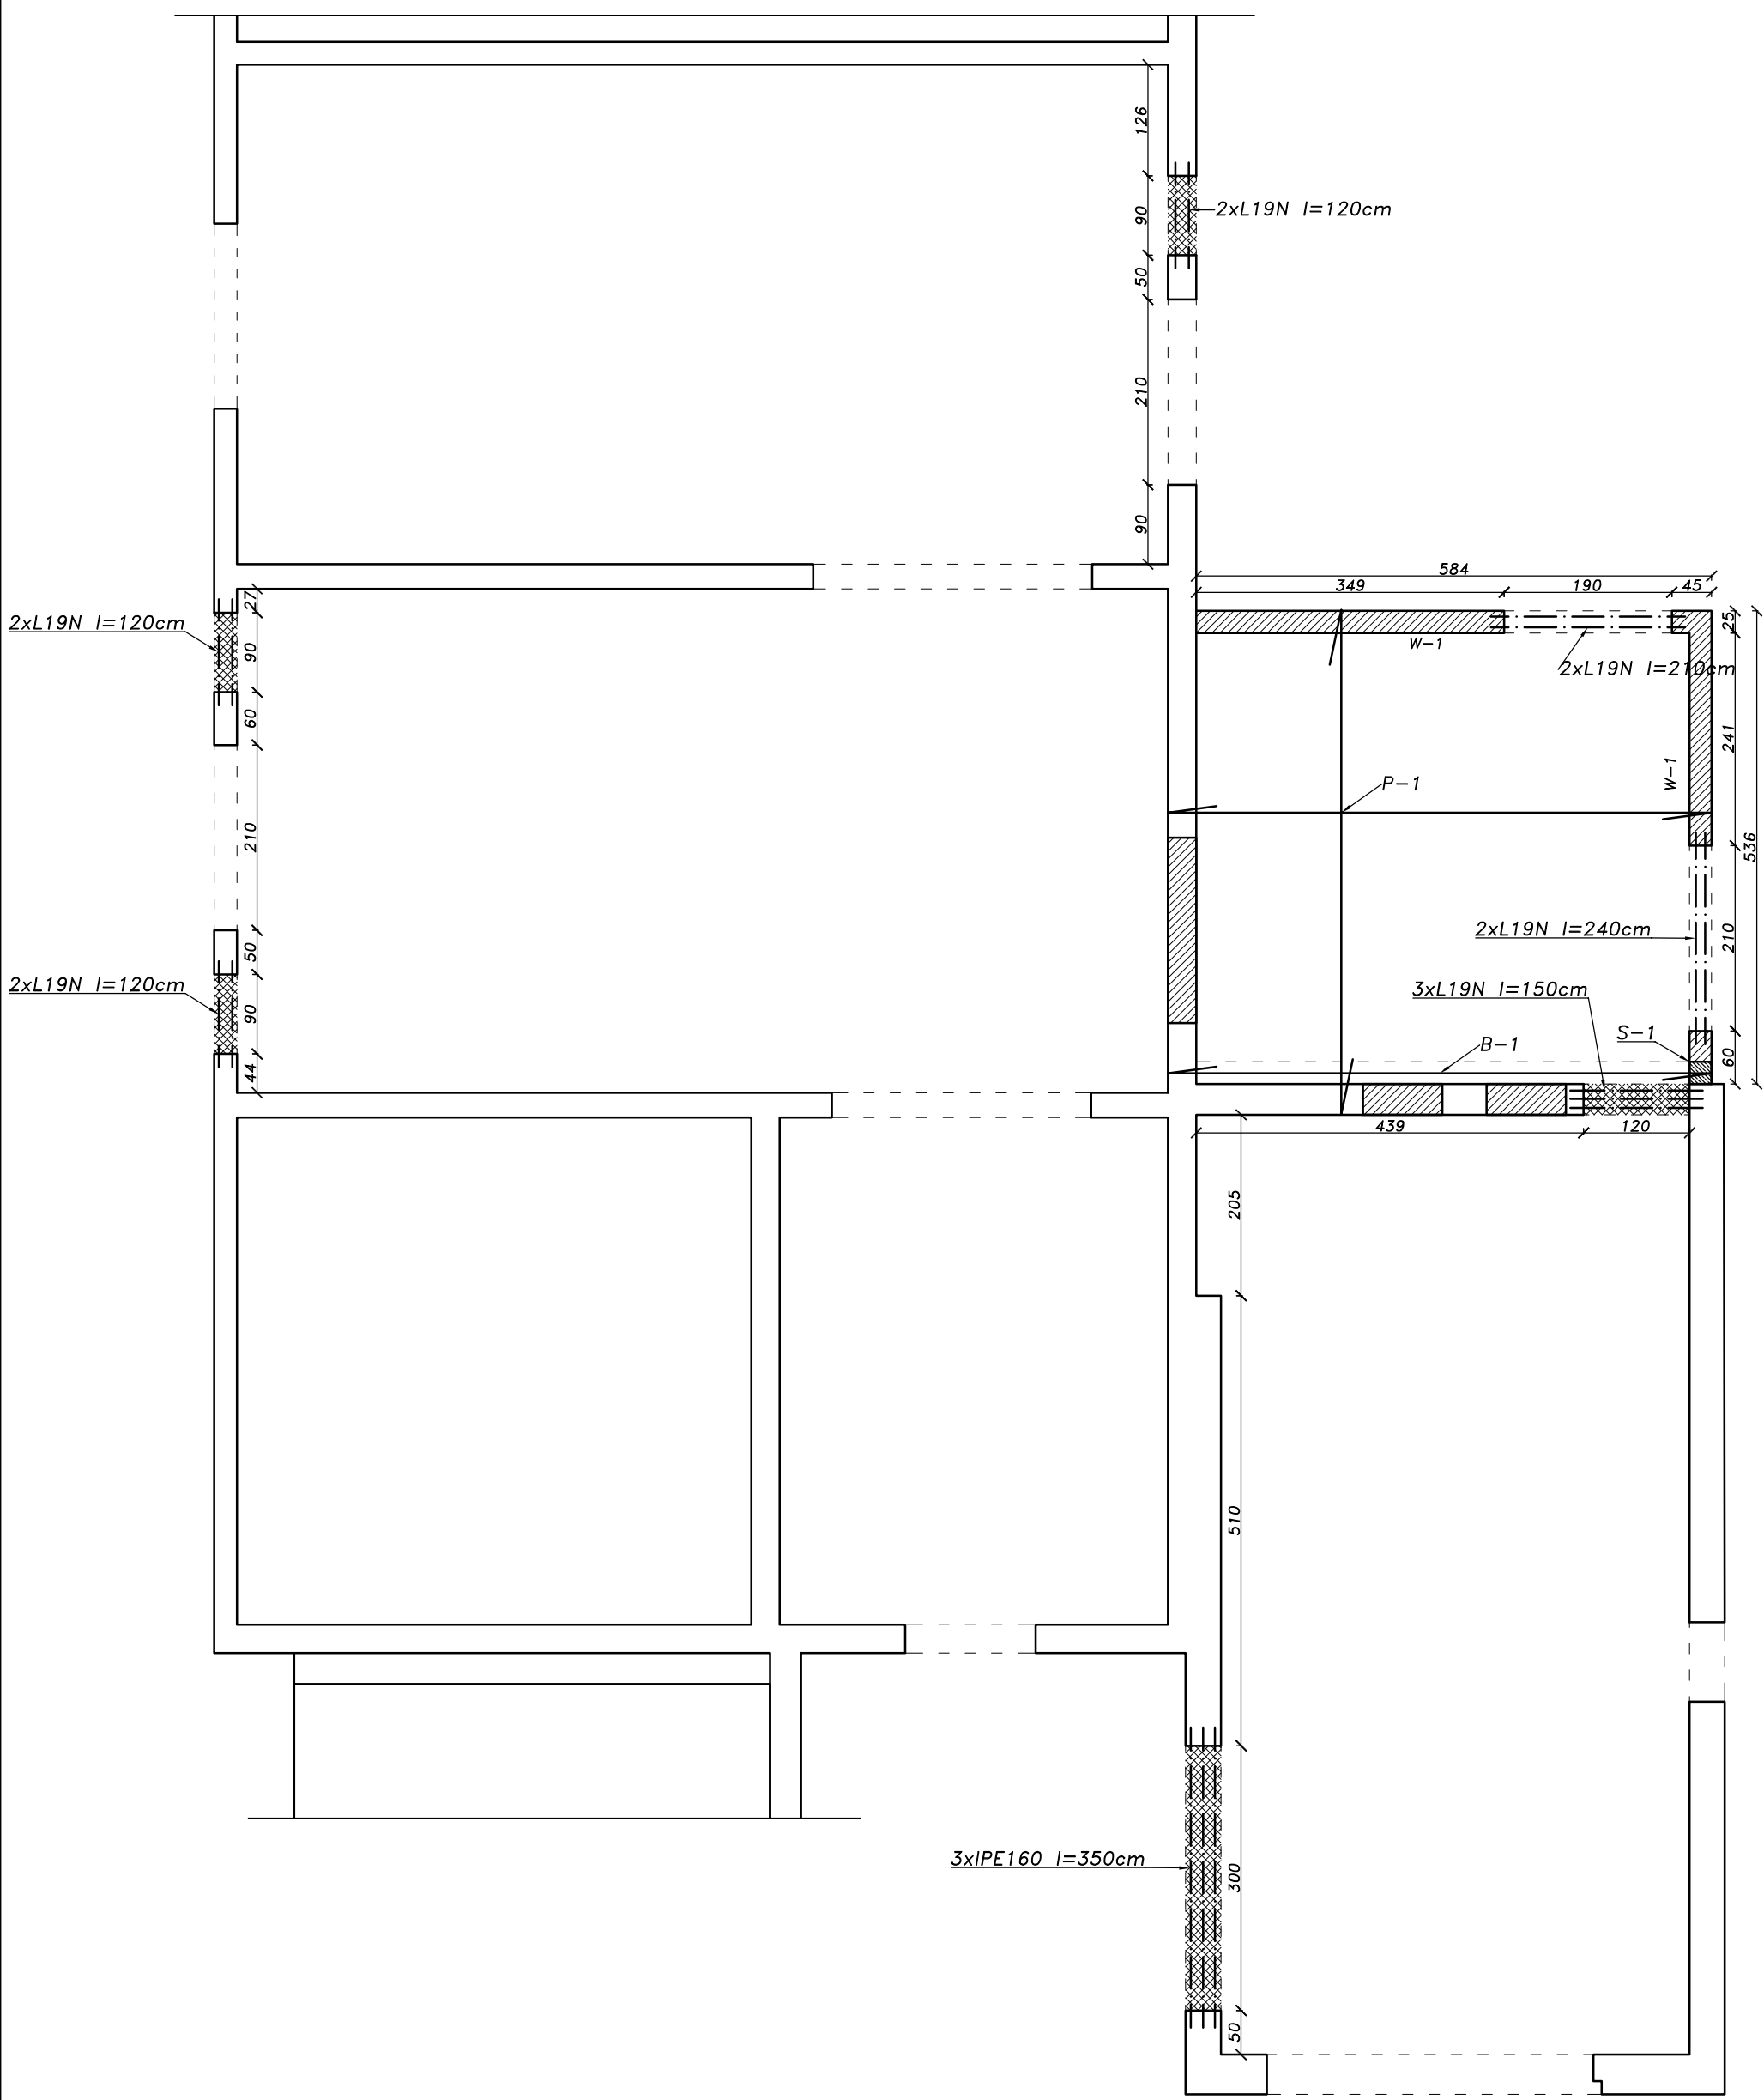 126
90
2xL19N l=120cm
50
210
90
584
349
190
45
27
2xL19N l=120cm
90
60
210
50
2xL19N l=120cm
90
44
25
W-1
2xL19N l=210cm
241
W-1
P-1
536
2xL19N l=240cm
210
3xL19N l=150cm
S-1
B-1
60
439
120
205
510
3xIPE160 l=350cm
300
50